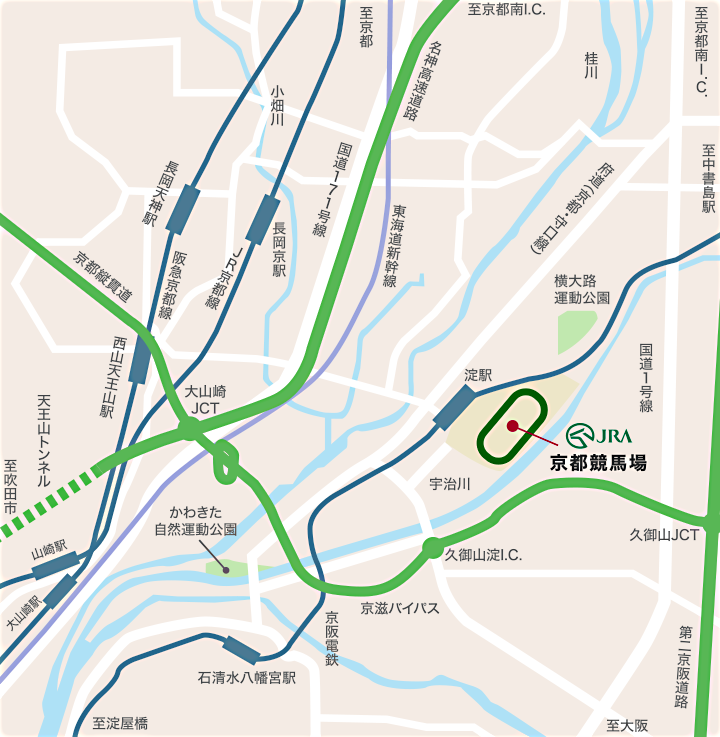 至京都
至京都南I.C.
至京都南I.C.
名神高速道路
桂川
小畑川
国道171号線
至中書島駅
長岡天神駅
府道(京都・守口線)
東海道新幹線
長岡京駅
JR京都線
阪急京都線
京都縦貫道
横大路
運動公園
西山天王山駅
国道1号線
淀駅
大山崎
JCT
天王山トンネル
JRA
京都競馬場
至吹田市
宇治川
かわきた
自然運動公園
久御山JCT
山崎駅
久御山淀I.C.
大山崎駅
京滋バイパス
京阪電鉄
第二京阪道路
石清水八幡宮駅
至淀屋橋
至大阪